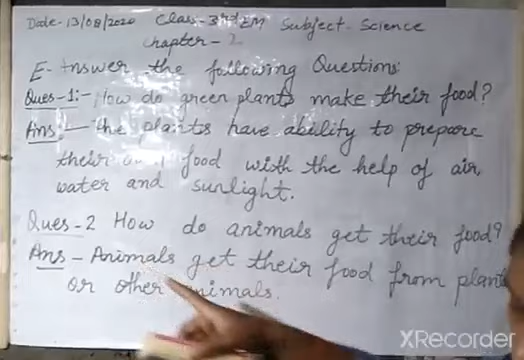 Date-13/08/2020 Class-3rd EM Subject-Science
Chapter-2
E-Answer the following Questions:
Ques-1:- How do green plants make their food?
Ans:- The plants have ability to prepare
their food with the help of air,
water and sunlight.
Ques-2 How do animals get their food?
Ans- Animals get their food from plants
or other animals.
XRecorder